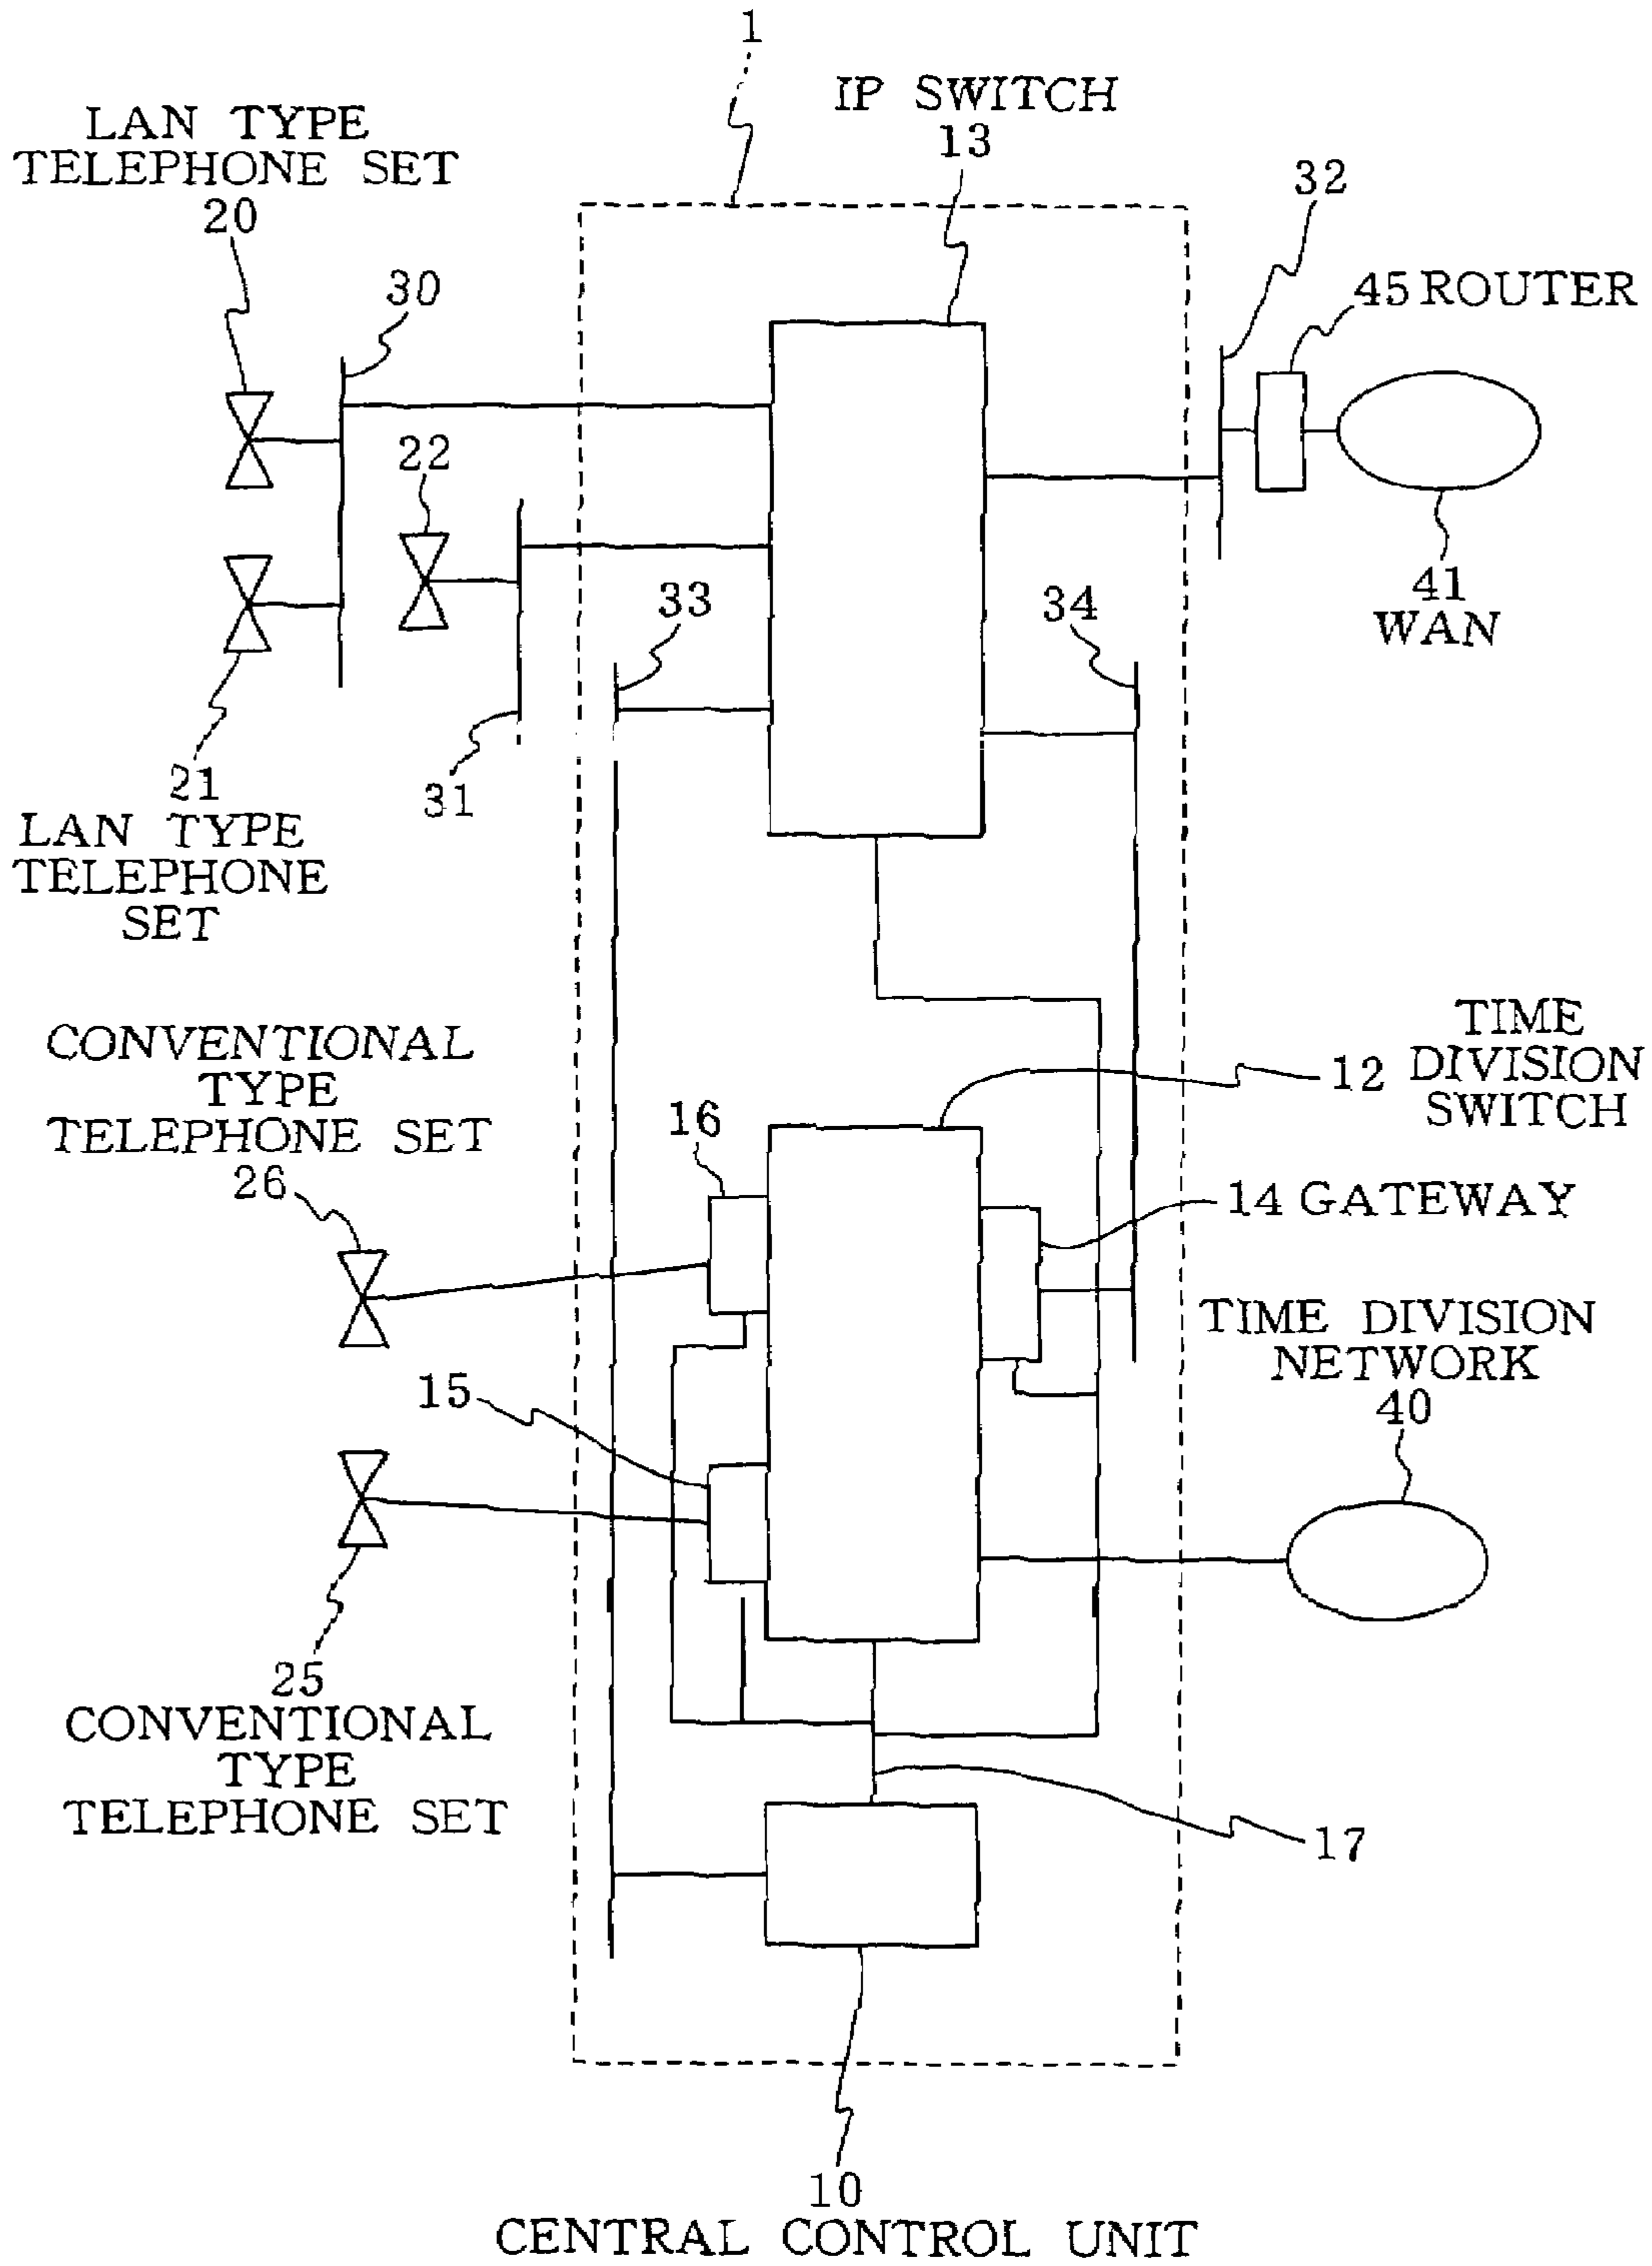 1
IP SWITCH
13
LAN TYPE
TELEPHONE SET
20
32
30
45 ROUTER
22
41
WAN
33
34
21
LAN TYPE
TELEPHONE
SET
31
CONVENTIONAL
TYPE
TELEPHONE SET
26
TIME
12 DIVISION
SWITCH
16
14 GATEWAY
TIME DIVISION
NETWORK
40
15
25
CONVENTIONAL
TYPE
TELEPHONE SET
17
10
CENTRAL CONTROL UNIT